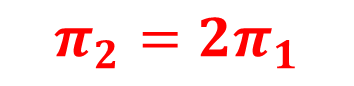 π₂ = 2π₁